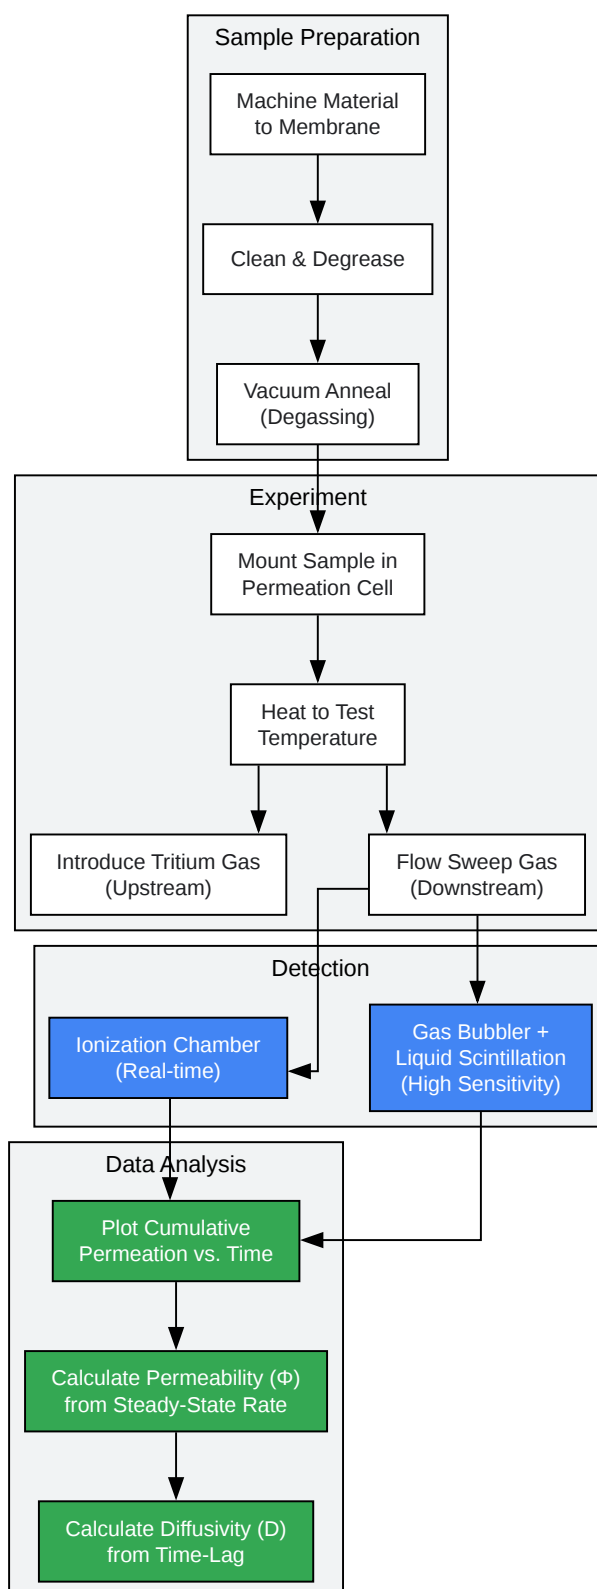 Sample Preparation
Machine Material
to Membrane
Clean & Degrease
Vacuum Anneal
(Degassing)
Experiment
Mount Sample in
Permeation Cell
Heat to Test
Temperature
Introduce Tritium Gas
(Upstream)
Flow Sweep Gas
(Downstream)
Detection
Ionization Chamber
(Real-time)
Gas Bubbler +
Liquid Scintillation
(High Sensitivity)
Data Analysis
Plot Cumulative
Permeation vs. Time
Calculate Permeability (Φ)
from Steady-State Rate
Calculate Diffusivity (D)
from Time-Lag